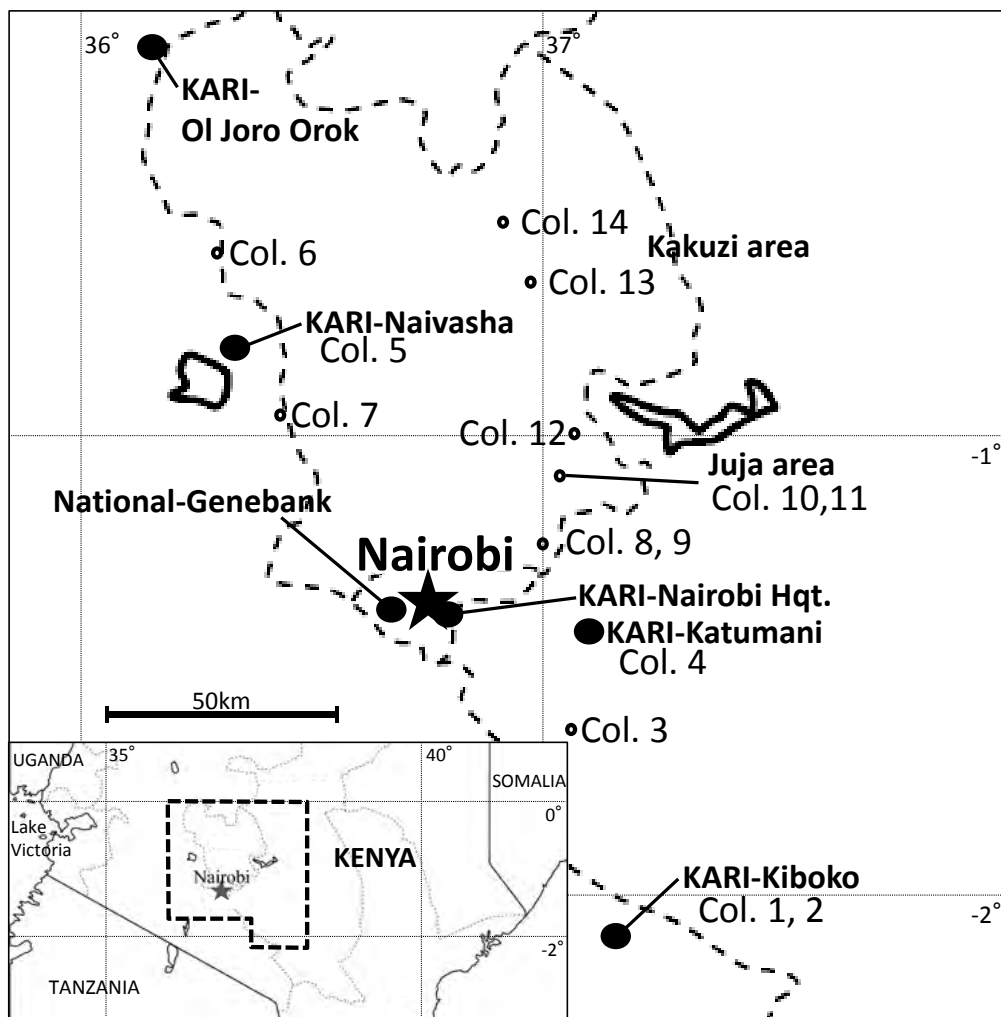 36°
37°
KARI-
Ol Joro Orok
Col. 14
Kakuzi area
Col. 6
Col. 13
KARI-Naivasha
Col. 5
Col. 7
Col. 12
-1°
Juja area
Col. 10,11
National-Genebank
Nairobi
Col. 8, 9
KARI-Nairobi Hqt.
KARI-Katumani
Col. 4
50km
Col. 3
UGANDA
35°
40°
SOMALIA
0°
Lake
Victoria
KENYA
Nairobi
-2°
TANZANIA
KARI-Kiboko
Col. 1, 2
-2°